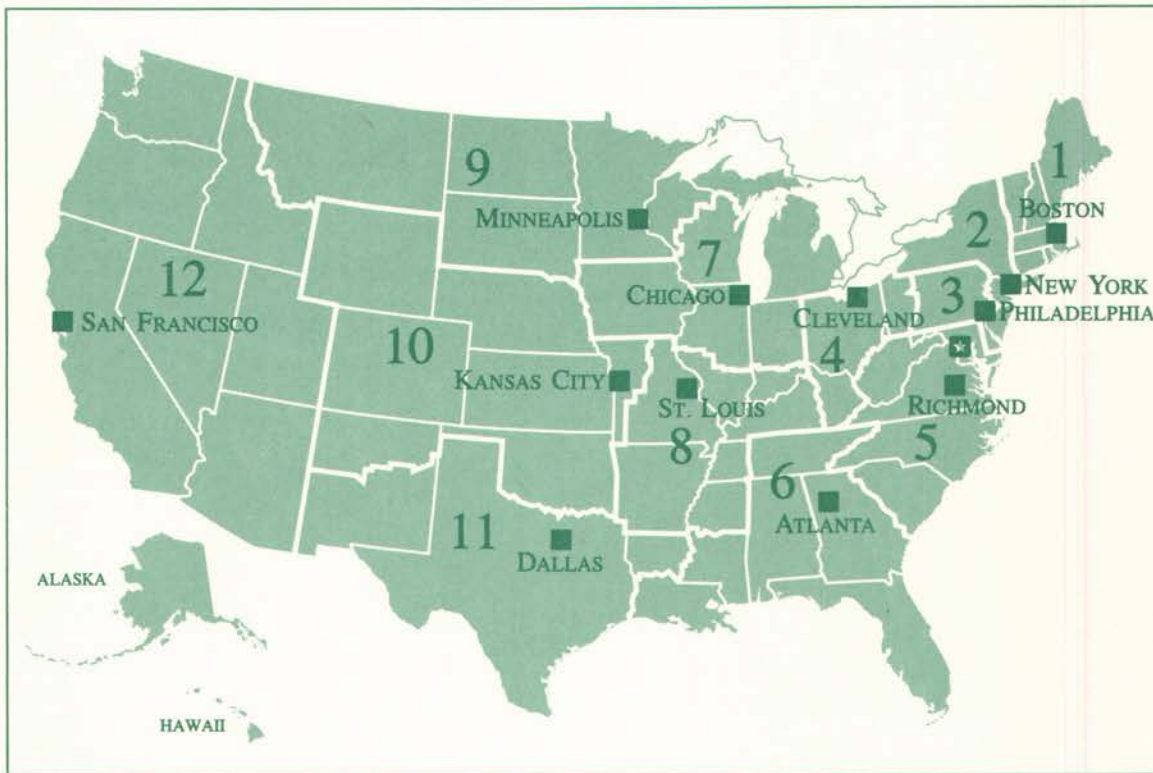 1
9
BOSTON
MINNEAPOLIS
2
7
12
3
NEW YORK
CHICAGO
CLEVELAND
PHILADELPHIA
SAN FRANCISCO
10
4
KANSAS CITY
ST. LOUIS
RICHMOND
8
5
6
11
ATLANTA
DALLAS
ALASKA
HAWAII